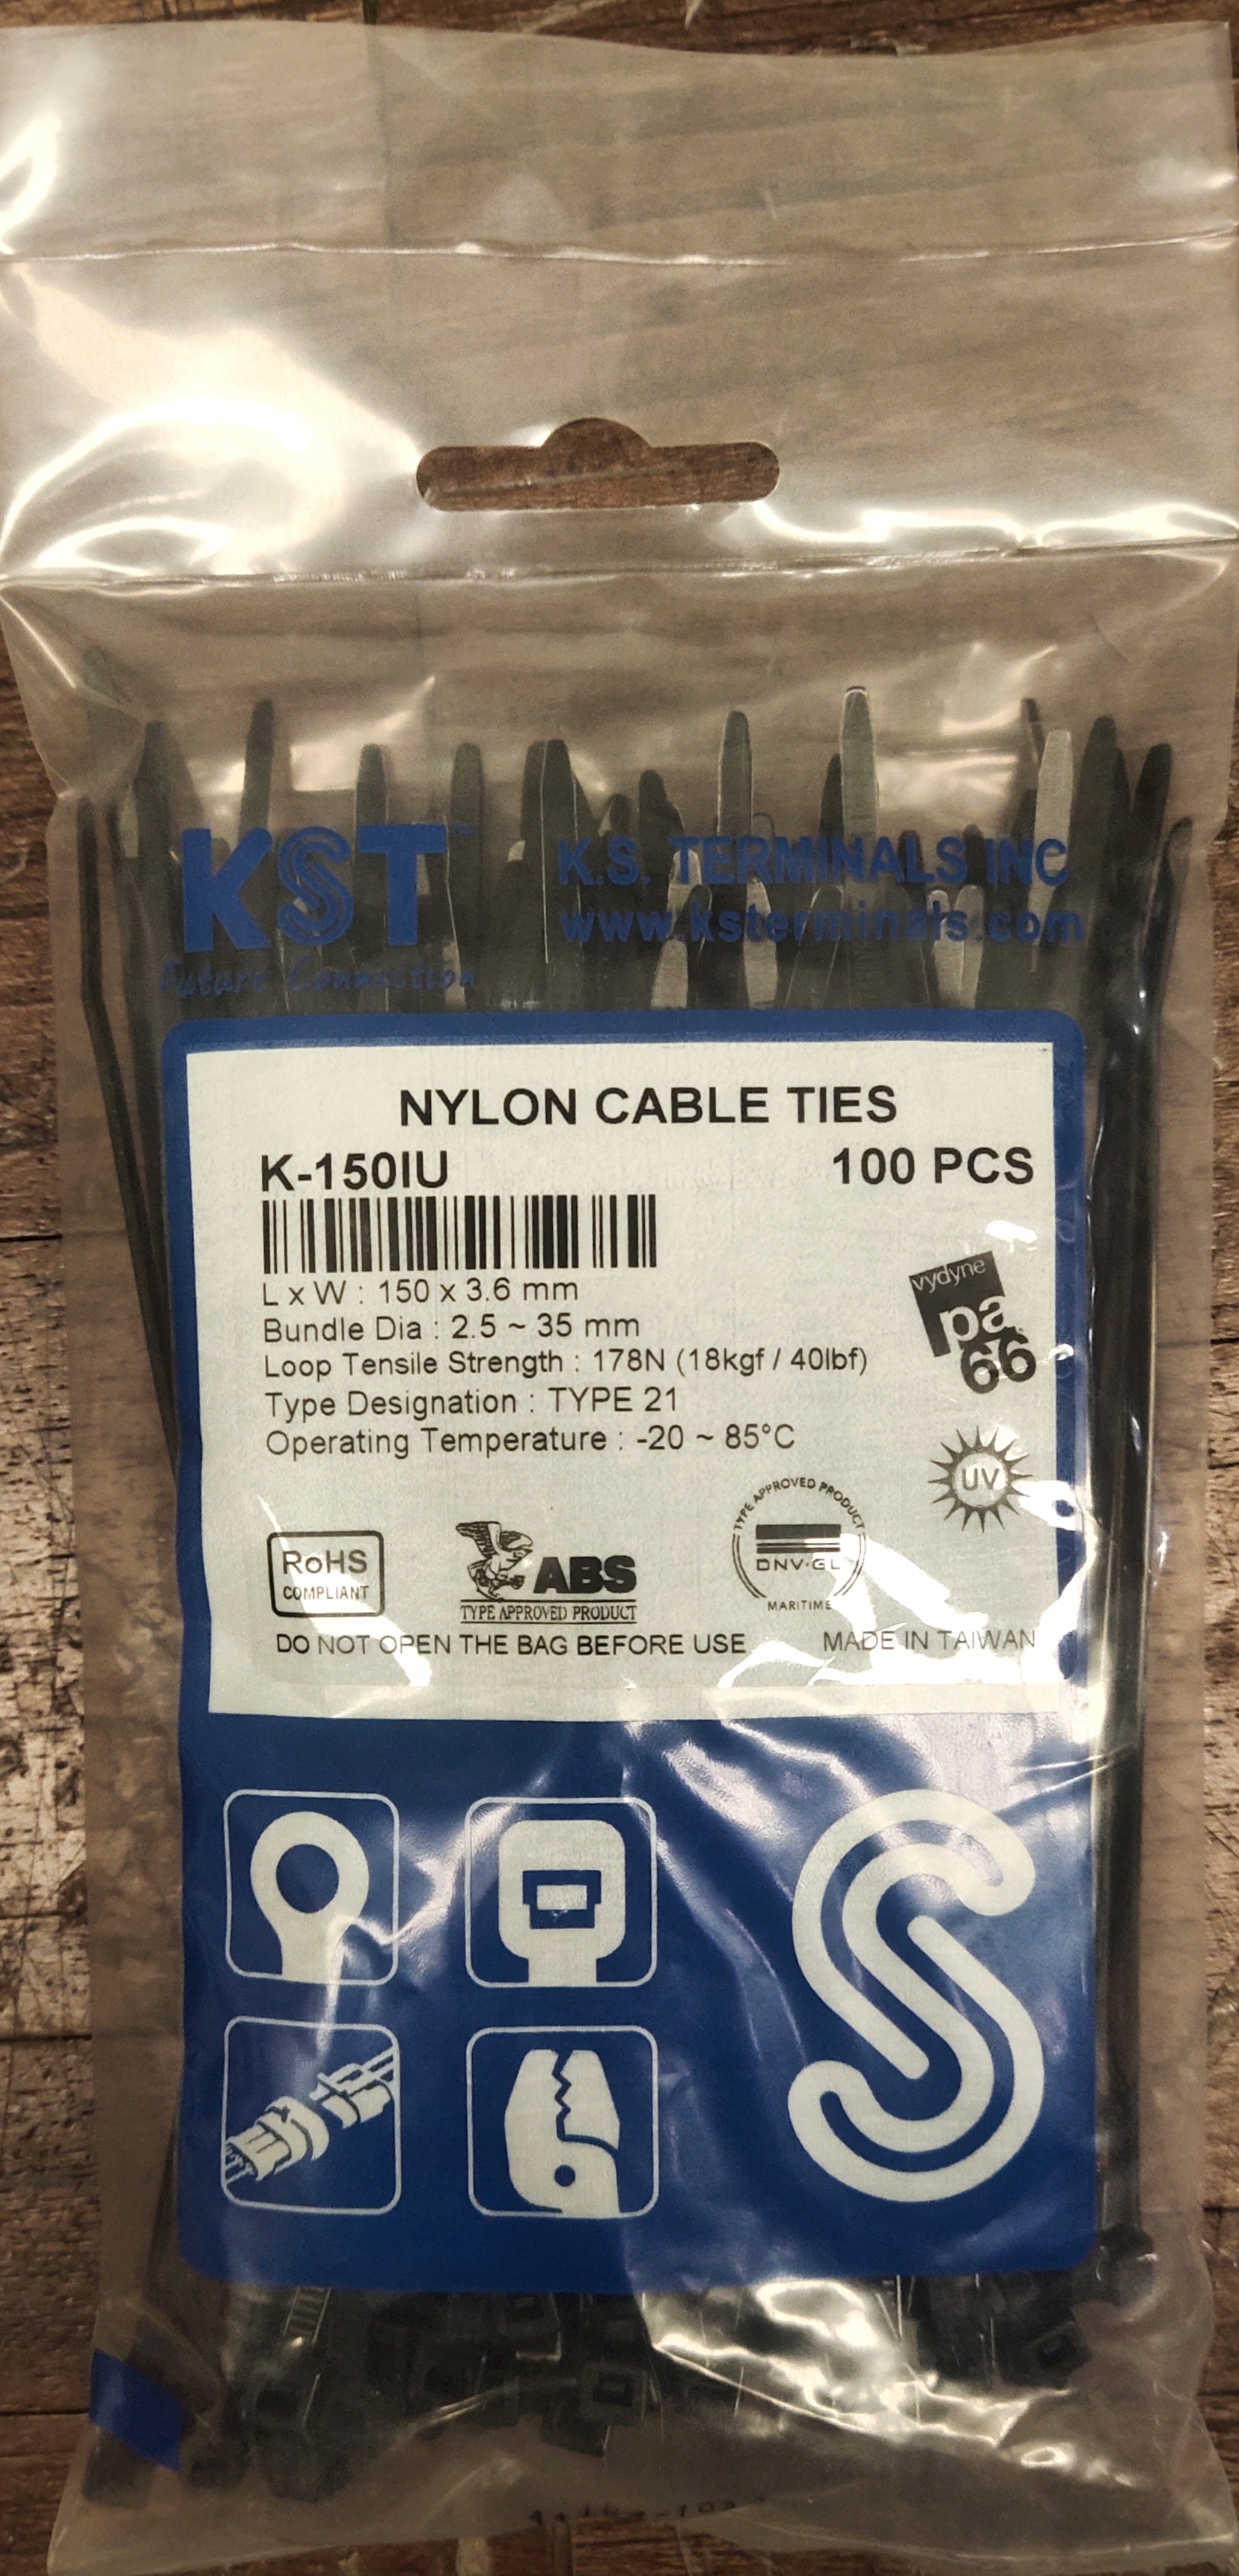 KST™
Future Connection
K.S. TERMINALS INC.
www.ksterminals.com
NYLON CABLE TIES
K-150IU
100 PCS
L x W : 150 x 3.6 mm
Bundle Dia : 2.5 ~ 35 mm
Loop Tensile Strength : 178N (18kgf / 40lbf)
Type Designation : TYPE 21
Operating Temperature : -20 ~ 85°C
vydyne
pa
66
UV
RoHS
COMPLIANT
ABS
TYPE APPROVED PRODUCT
TYPE APPROVED PRODUCT
DNV·GL
MARITIME
DO NOT OPEN THE BAG BEFORE USE
MADE IN TAIWAN